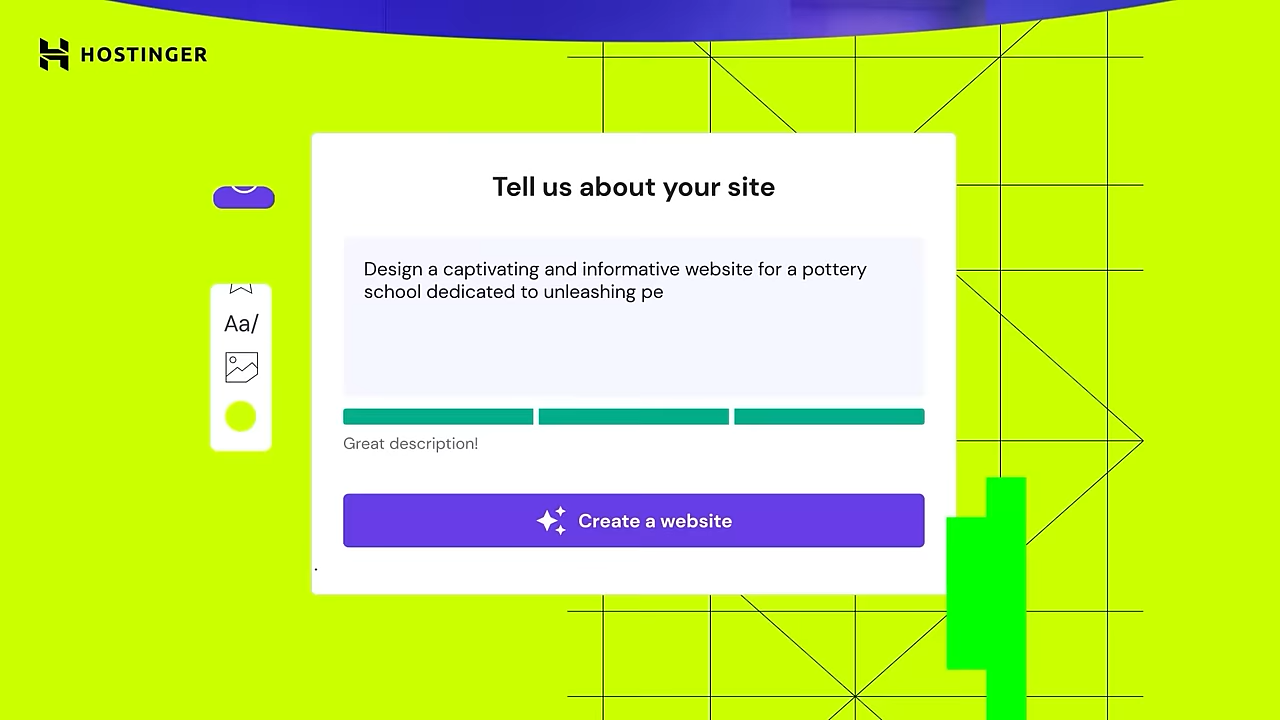 HOSTINGER
Tell us about your site
Design a captivating and informative website for a pottery
school dedicated to unleashing pe
Aa/
Great description!
Create a website